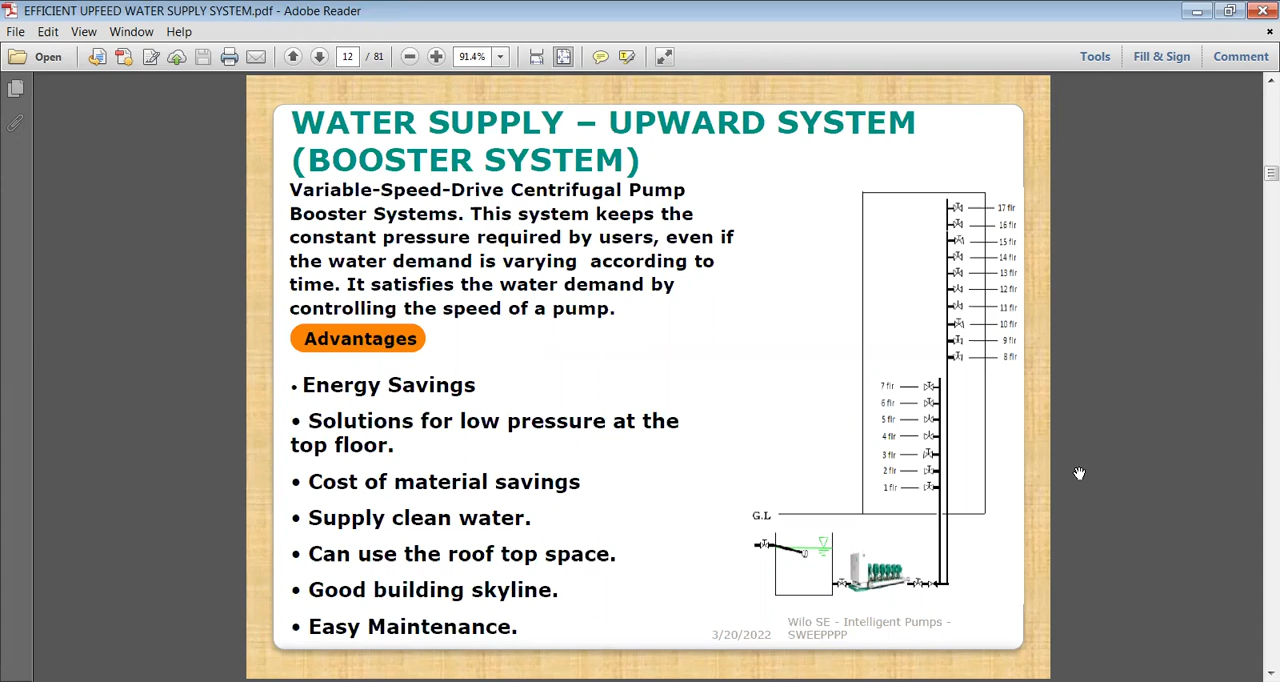 EFFICIENT UPFEED WATER SUPPLY SYSTEM.pdf - Adobe Reader
File Edit View Window Help
Open 12 / 81 91.4% Tools Fill & Sign Comment
WATER SUPPLY – UPWARD SYSTEM
(BOOSTER SYSTEM)
Variable-Speed-Drive Centrifugal Pump
Booster Systems. This system keeps the
constant pressure required by users, even if
the water demand is varying according to
time. It satisfies the water demand by
controlling the speed of a pump.
Advantages
• Energy Savings
• Solutions for low pressure at the
top floor.
• Cost of material savings
• Supply clean water.
• Can use the roof top space.
• Good building skyline.
• Easy Maintenance.
17 flr
16 flr
15 flr
14 flr
13 flr
12 flr
11 flr
10 flr
9 flr
8 flr
7 flr
6 flr
5 flr
4 flr
3 flr
2 flr
1 flr
G.L
3/20/2022
Wilo SE - Intelligent Pumps -
SWEEPPPP